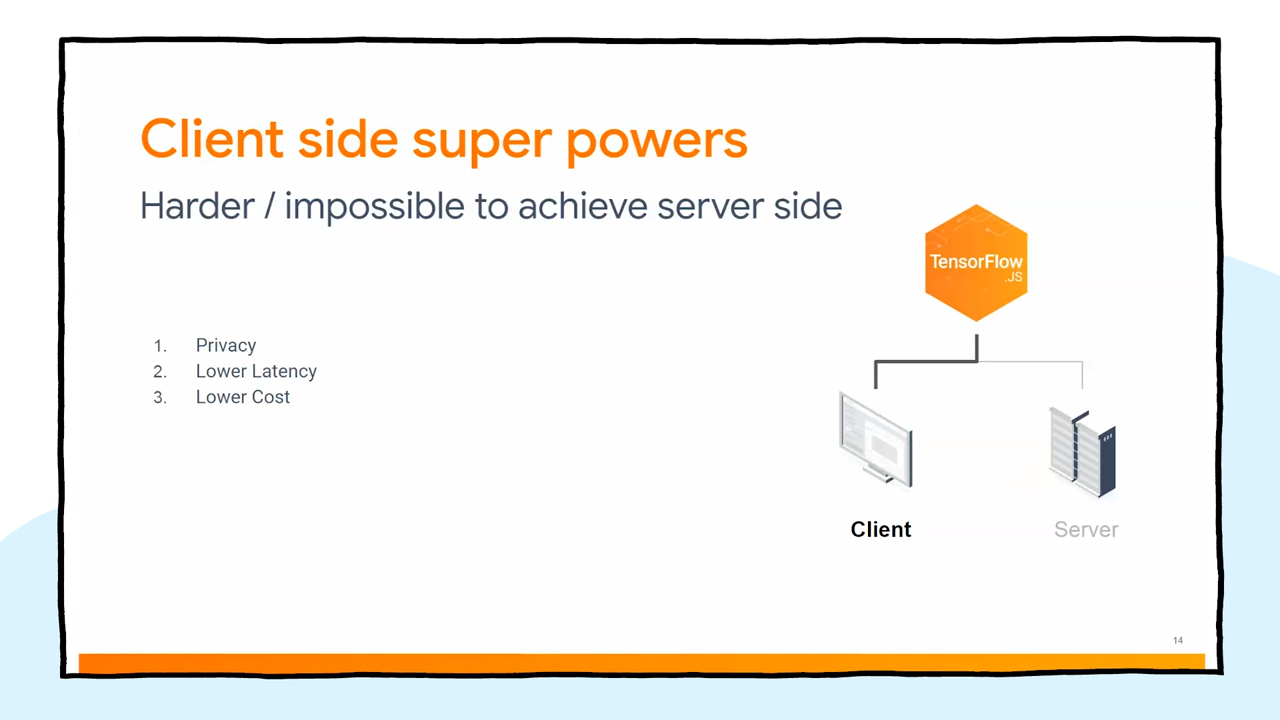 Client side super powers
Harder / impossible to achieve server side
TensorFlow
.JS
1. Privacy
2. Lower Latency
3. Lower Cost
Client
Server
14